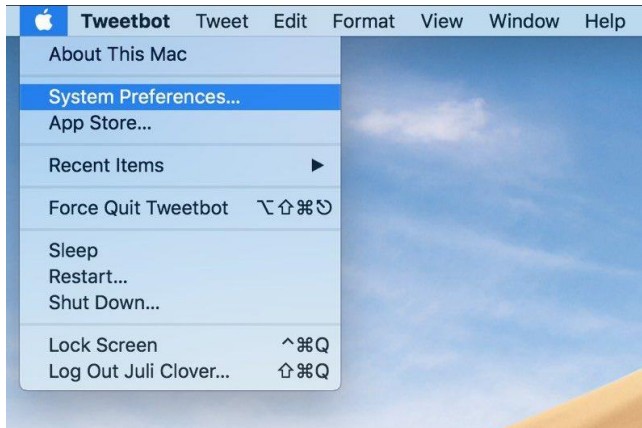 Tweetbot Tweet Edit Format View Window Help
About This Mac
System Preferences...
App Store...
Recent Items ▶
Force Quit Tweetbot ⌥⇧⌘⎋
Sleep
Restart...
Shut Down...
Lock Screen ^⌘Q
Log Out Juli Clover... ⇧⌘Q